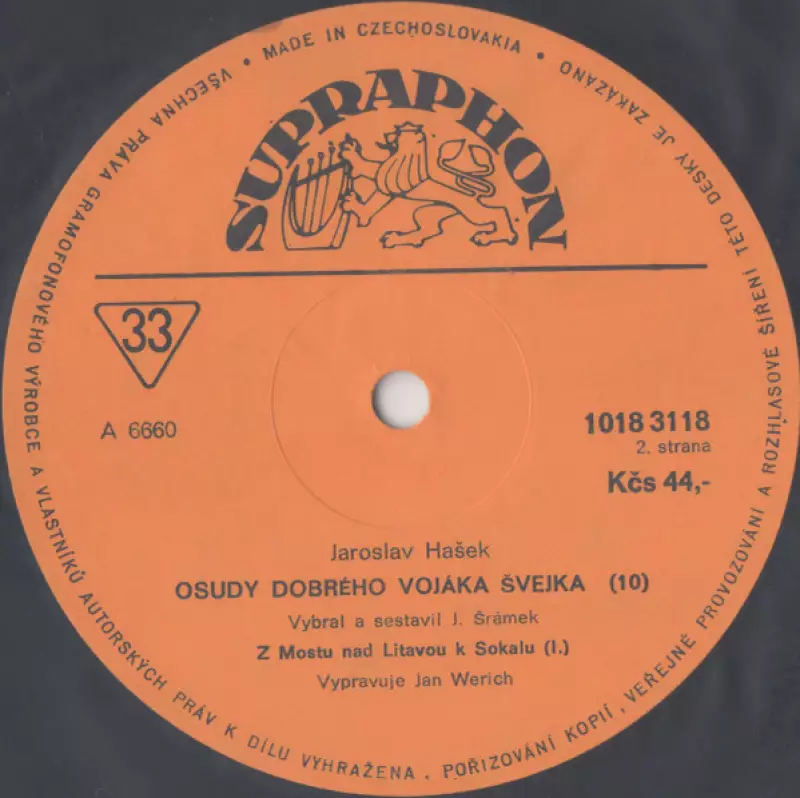 VŠECHNA PRÁVA GRAMOFONOVÉHO VÝROBCE A VLASTNÍKŮ AUTORSKÝCH PRÁV K DÍLU VYHRAŽENA . POŘIZOVÁNÍ KOPIÍ, VEŘEJNÉ PROVOZOVÁNÍ A ROZHLASOVÉ ŠÍŘENÍ TÉTO DESKY JE ZAKÁZÁNO •
MADE IN CZECHOSLOVAKIA •
SUPRAPHON
33
A 6660
1018 3118
2. strana
Kčs 44,-
Jaroslav Hašek
OSUDY DOBRÉHO VOJÁKA ŠVEJKA (10)
Vybral a sestavil J. Šrámek
Z Mostu nad Litavou k Sokalu (I.)
Vypravuje Jan Werich